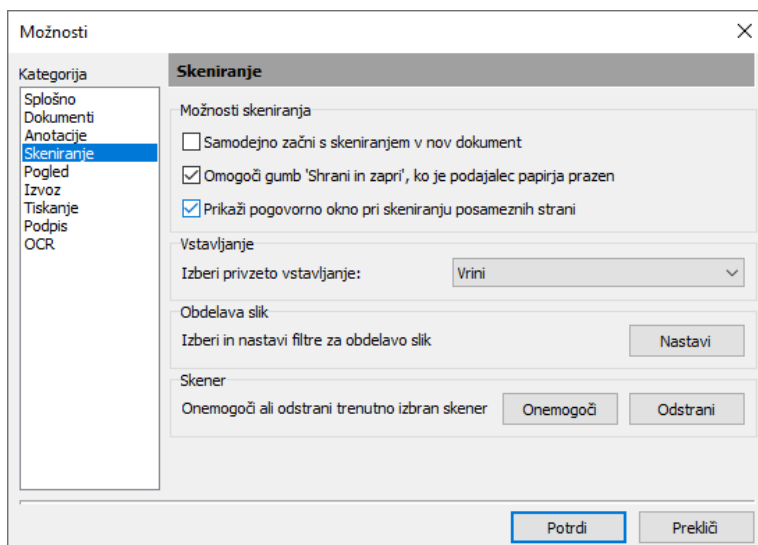 Možnosti
Kategorija
Splošno
Dokumenti
Anotacije
Skeniranje
Pogled
Izvoz
Tiskanje
Podpis
OCR
Skeniranje
Možnosti skeniranja
Samodejno začni s skeniranjem v nov dokument
Omogoči gumb 'Shrani in zapri', ko je podajalec papirja prazen
Prikaži pogovorno okno pri skeniranju posameznih strani
Vstavljanje
Izberi privzeto vstavljanje: Vrini
Obdelava slik
Izberi in nastavi filtre za obdelavo slik Nastavi
Skener
Onemogoči ali odstrani trenutno izbran skener Onemogoči Odstrani
Potrdi Prekliči